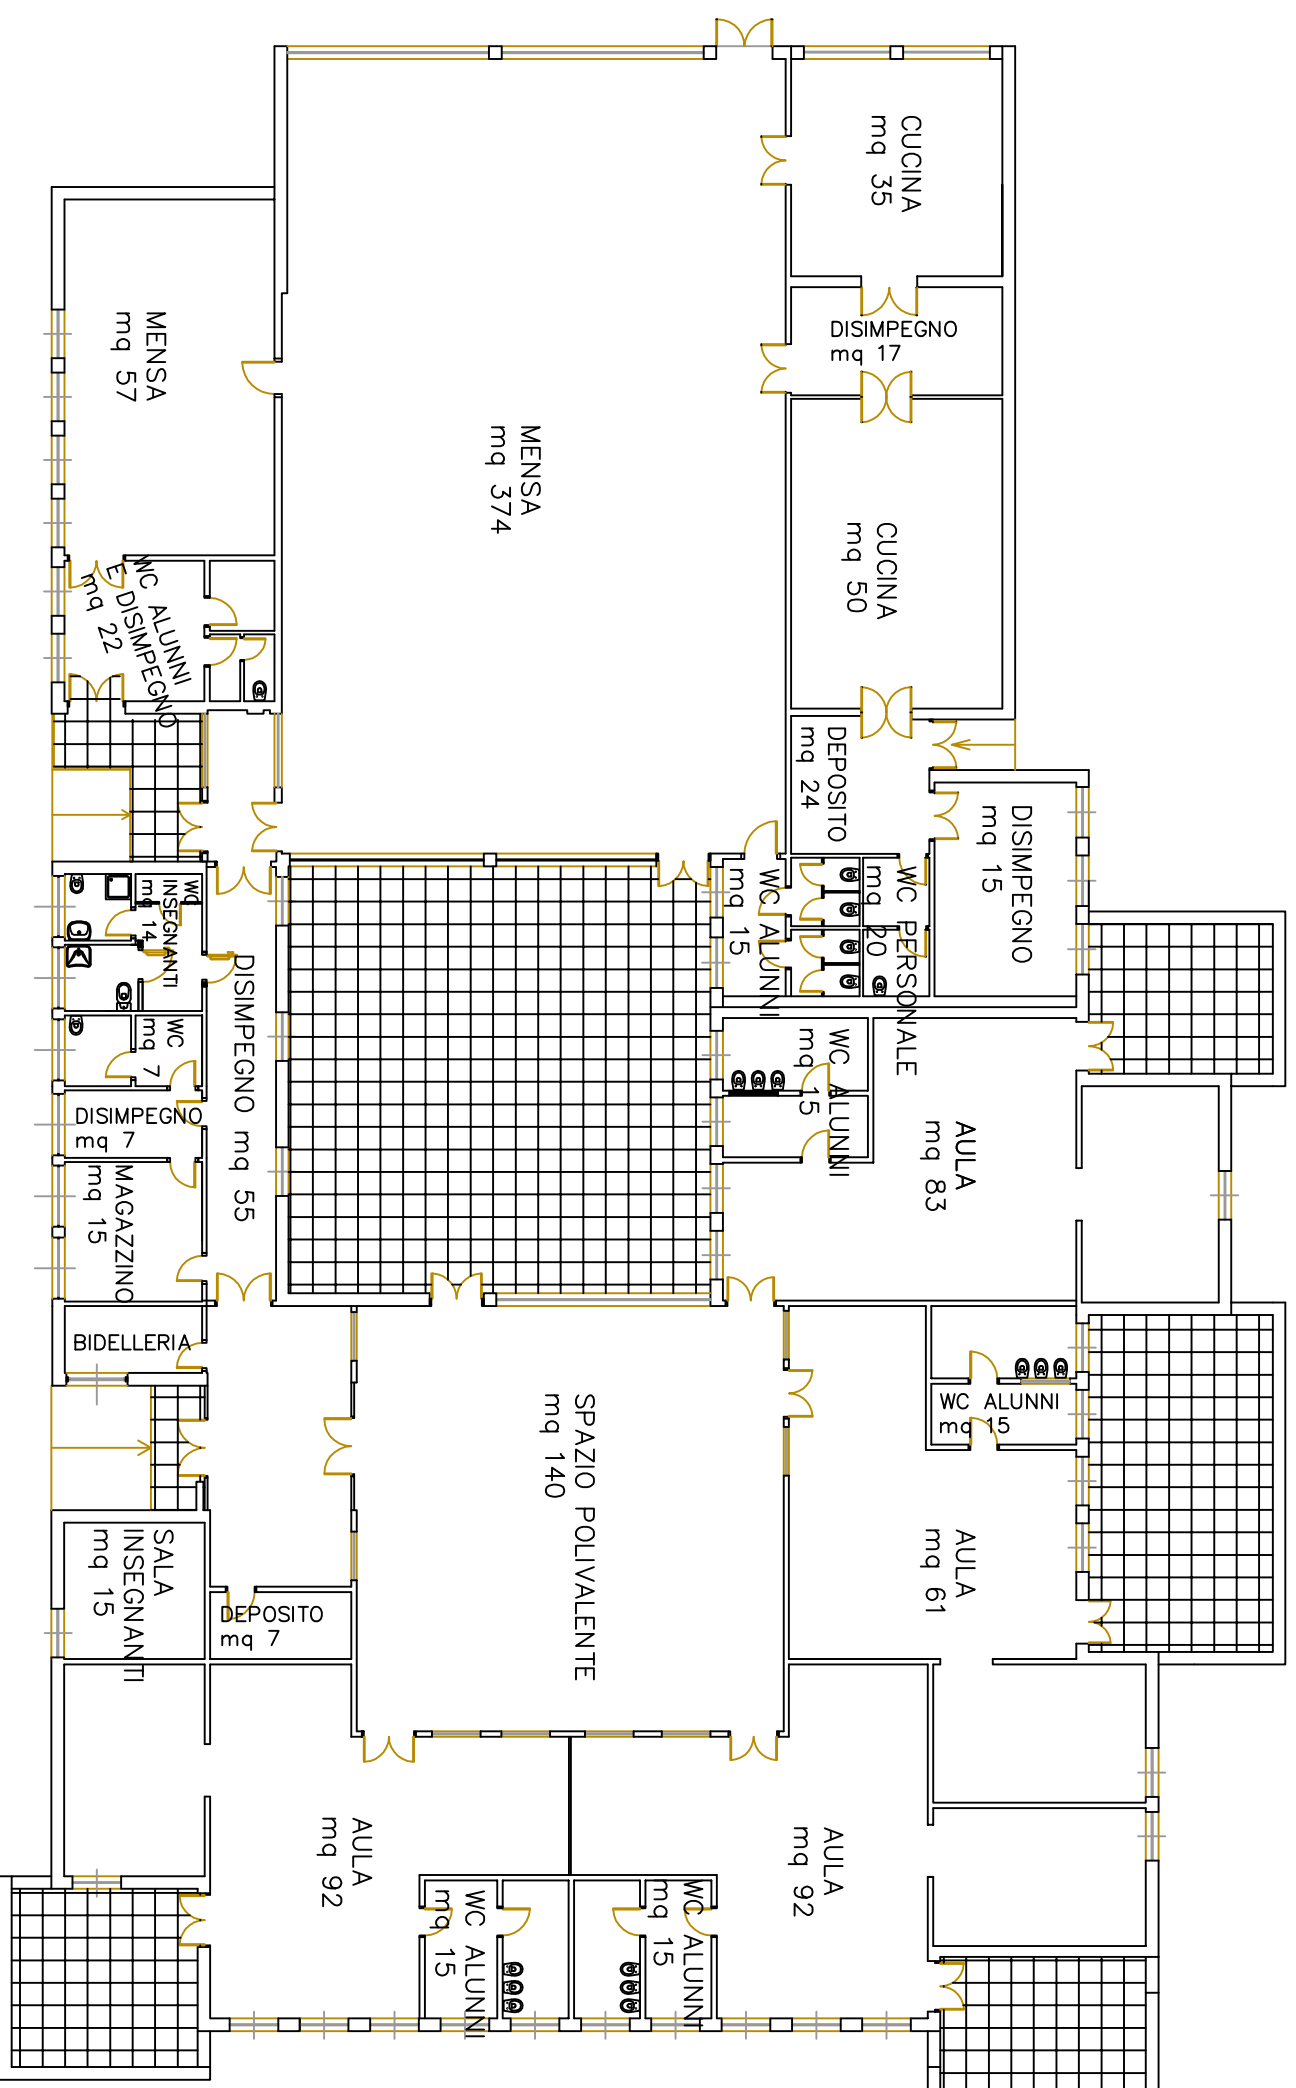 CUCINA
mq 35
DISIMPEGNO
mq 17
MENSA
mq 57
MENSA
mq 374
CUCINA
mq 50
WC ALUNNI
E DISIMPEGNO
mq 22
DEPOSITO
mq 24
DISIMPEGNO
mq 15
WC
INSEGNANTI
mq 14
WC ALUNNI
mq 15
WC PERSONALE
mq 20
DISIMPEGNO mq 55
WC
mq 7
WC ALUNNI
mq 15
DISIMPEGNO
mq 7
AULA
mq 83
MAGAZZINO
mq 15
BIDELLERIA
WC ALUNNI
mq 15
SPAZIO POLIVALENTE
mq 140
SALA
INSEGNANTI
mq 15
AULA
mq 61
DEPOSITO
mq 7
AULA
mq 92
AULA
mq 92
WC ALUNNI
mq 15
WC ALUNNI
mq 15